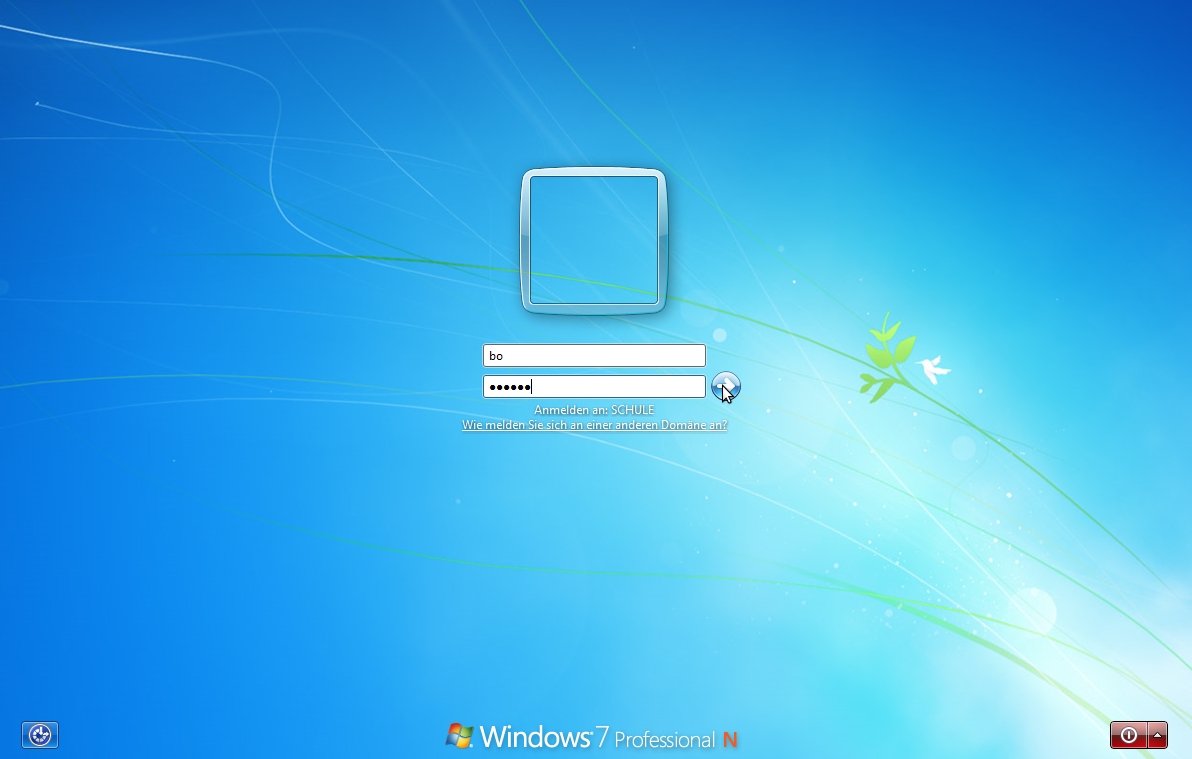 bo
••••••
Anmelden an: SCHULE
Wie melden Sie sich an einer anderen Domäne an?
Windows 7 Professional N